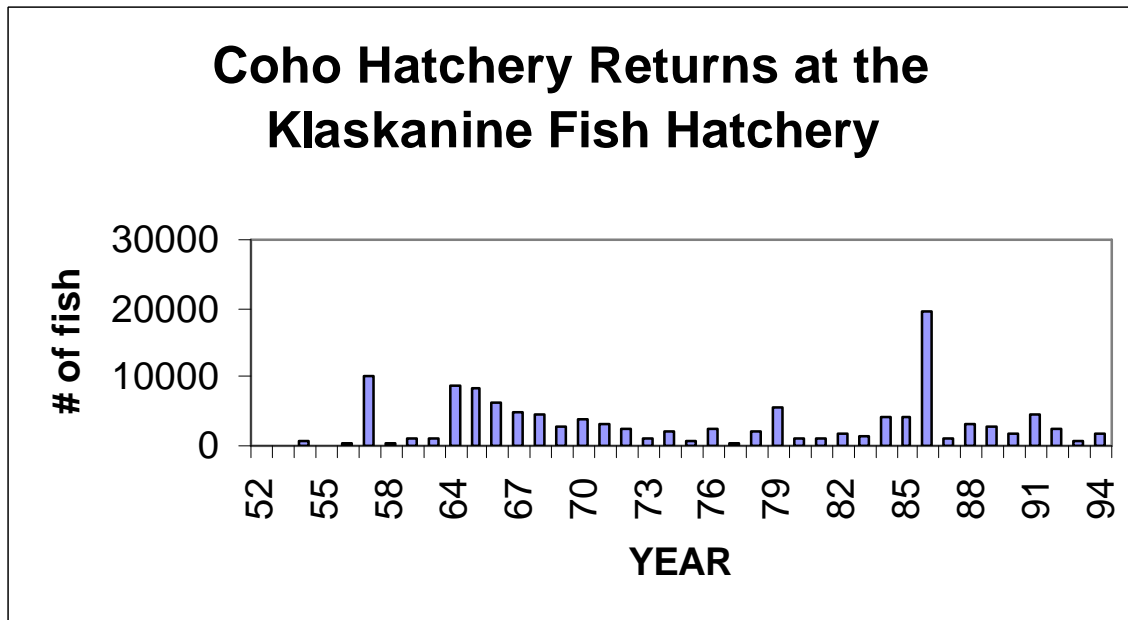 Coho Hatchery Returns at the
Klaskanine Fish Hatchery
# of fish
30000
20000
10000
0
52 55 58 64 67 70 73 76 79 82 85 88 91 94
YEAR